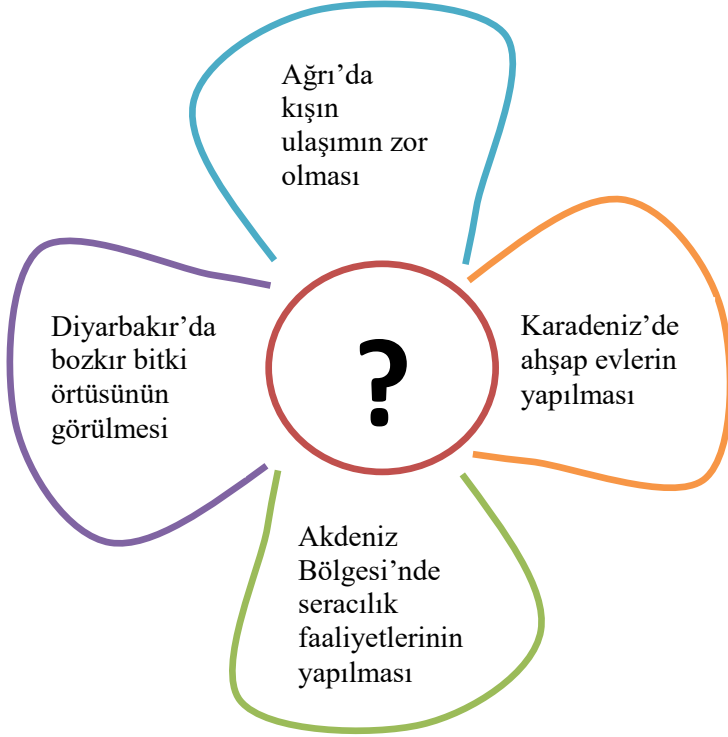 Ağrı’da
kışın
ulaşımın zor
olması
Diyarbakır’da
bozkır bitki
örtüsünün
görülmesi
?
Karadeniz’de
ahşap evlerin
yapılması
Akdeniz
Bölgesi’nde
seracılık
faaliyetlerinin
yapılması